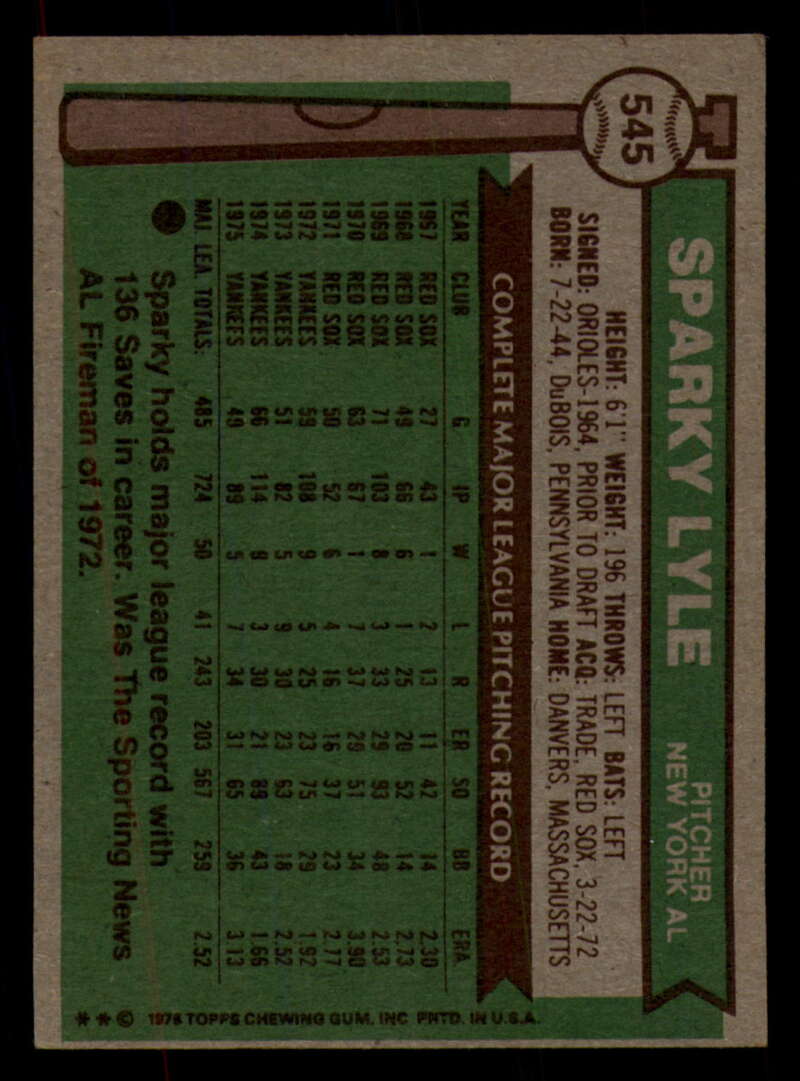 545
SPARKY LYLE
PITCHER
NEW YORK AL
HEIGHT: 6'1" WEIGHT: 196 THROWS: LEFT BATS: LEFT
SIGNED: ORIOLES-1964, PRIOR TO DRAFT ACQ: TRADE, RED SOX, 3-22-72
BORN: 7-22-44, DuBOIS, PENNSYLVANIA HOME: DANVERS, MASSACHUSETTS
COMPLETE MAJOR LEAGUE PITCHING RECORD
YEAR CLUB G IP W L R ER SO BB ERA
1967 RED SOX 27 43 1 2 13 11 42 14 2.30
1968 RED SOX 49 66 6 1 25 20 52 14 2.73
1969 RED SOX 71 103 8 3 33 29 93 48 2.53
1970 RED SOX 63 67 1 7 37 29 51 34 3.90
1971 RED SOX 50 52 6 4 16 16 37 23 2.77
1972 YANKEES 59 108 9 5 25 23 75 29 1.92
1973 YANKEES 51 82 5 9 30 23 63 18 2.52
1974 YANKEES 66 114 9 3 30 21 89 43 1.66
1975 YANKEES 49 89 5 7 34 31 65 36 3.13
MAJ. LEA. TOTALS: 485 724 50 41 243 203 567 259 2.52
Sparky holds major league record with
136 Saves in career. Was The Sporting News
AL Fireman of 1972.
* * © 1976 TOPPS CHEWING GUM, INC PRTD. IN U.S.A.